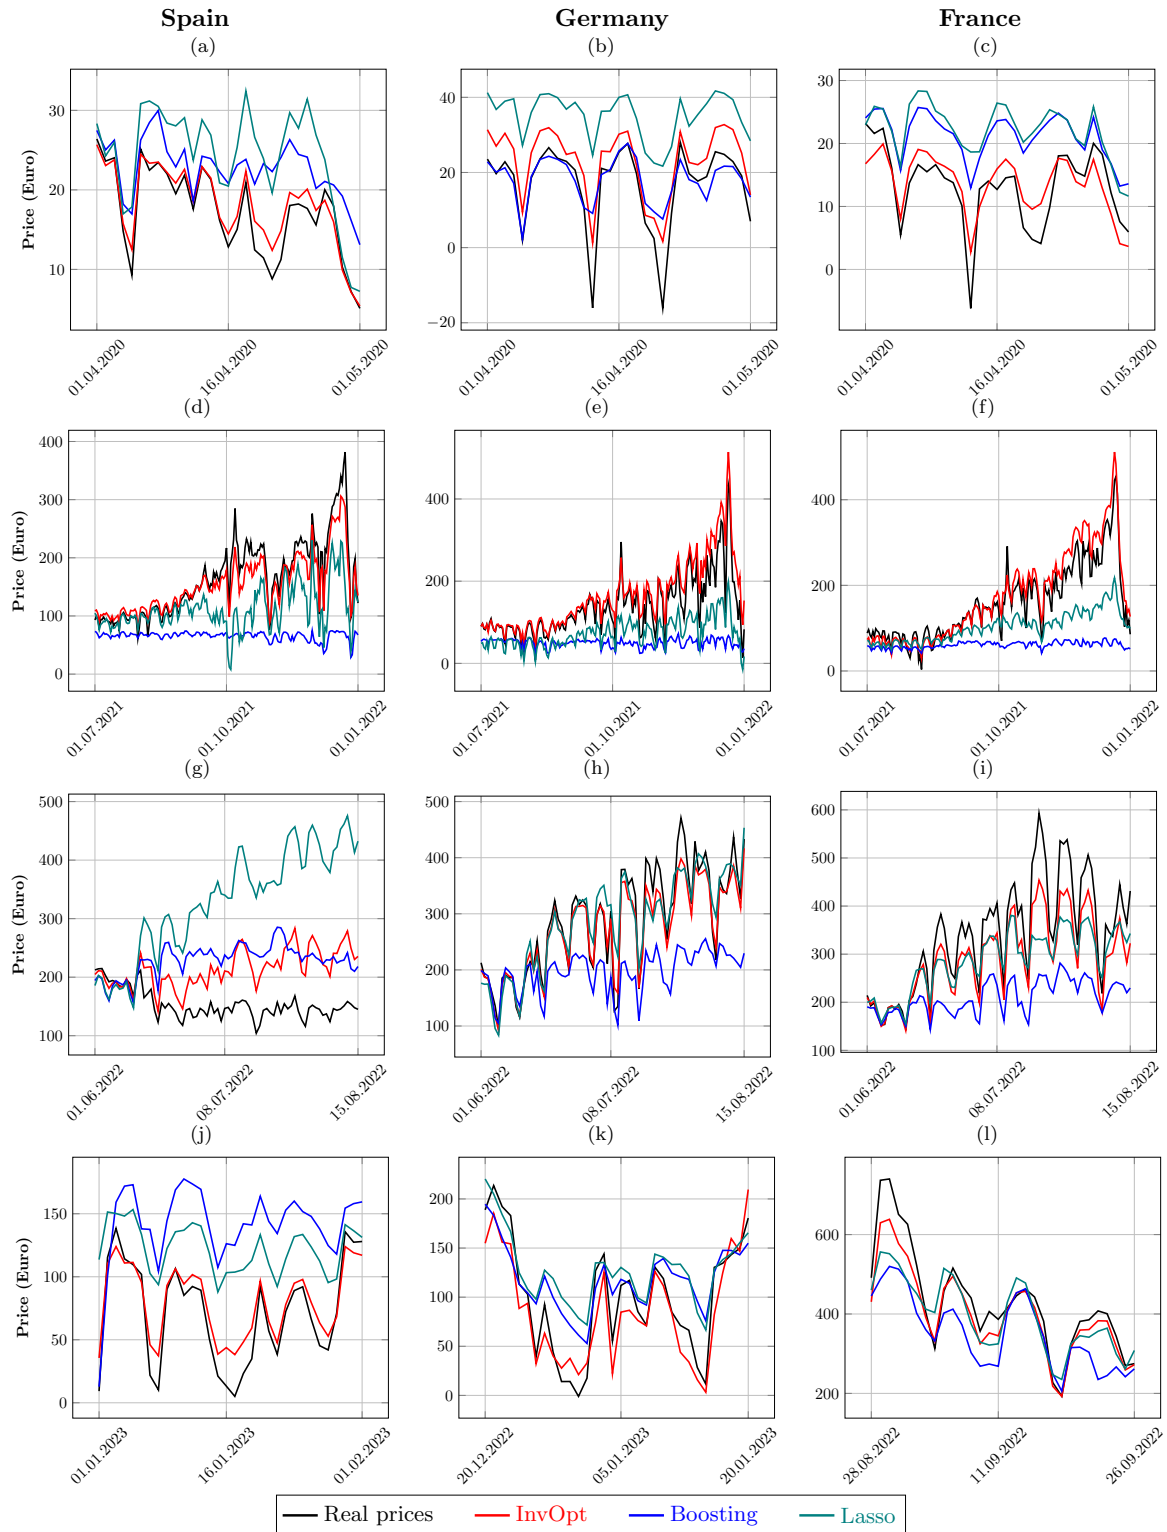 Spain Germany France
(a) (b) (c)
Price (Euro)
30
20
10
01.04.2020 16.04.2020 01.05.2020
40
20
0
−20
01.04.2020 16.04.2020 01.05.2020
30
20
10
0
01.04.2020 16.04.2020 01.05.2020
(d) (e) (f)
Price (Euro)
400
300
200
100
0
01.07.2021 01.10.2021 01.01.2022
400
200
0
01.07.2021 01.10.2021 01.01.2022
400
200
0
01.07.2021 01.10.2021 01.01.2022
(g) (h) (i)
Price (Euro)
500
400
300
200
100
01.06.2022 08.07.2022 15.08.2022
500
400
300
200
100
01.06.2022 08.07.2022 15.08.2022
600
500
400
300
200
100
01.06.2022 08.07.2022 15.08.2022
(j) (k) (l)
Price (Euro)
150
100
50
0
01.01.2023 16.01.2023 01.02.2023
200
150
100
50
0
20.12.2022 05.01.2023 20.01.2023
600
400
200
28.08.2022 11.09.2022 26.09.2022
Real prices InvOpt Boosting Lasso